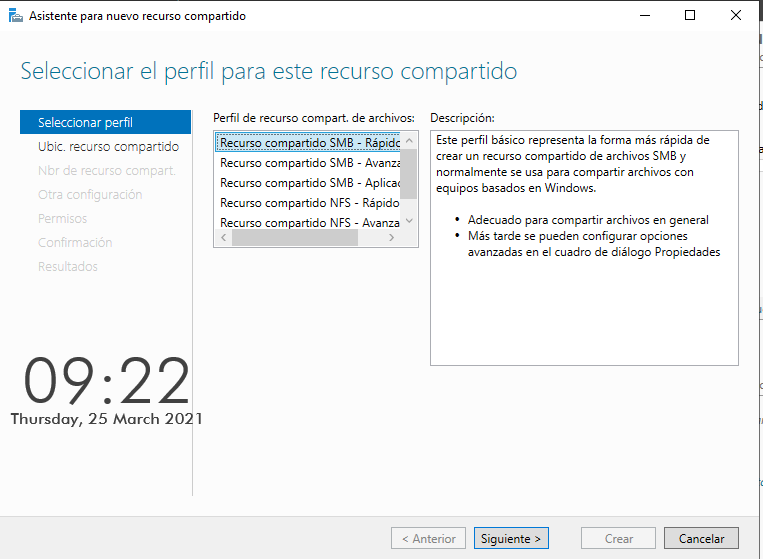 Asistente para nuevo recurso compartido
Seleccionar el perfil para este recurso compartido
Seleccionar perfil
Ubic. recurso compartido
Nbr de recurso compart.
Otra configuración
Permisos
Confirmación
Resultados
Perfil de recurso compart. de archivos:
Recurso compartido SMB - Rápido
Recurso compartido SMB - Avanza
Recurso compartido SMB - Aplicac
Recurso compartido NFS - Rápido
Recurso compartido NFS - Avanza
Descripción:
Este perfil básico representa la forma más rápida de
crear un recurso compartido de archivos SMB y
normalmente se usa para compartir archivos con
equipos basados en Windows.
• Adecuado para compartir archivos en general
• Más tarde se pueden configurar opciones
avanzadas en el cuadro de diálogo Propiedades
09:22
Thursday, 25 March 2021
< Anterior
Siguiente >
Crear
Cancelar